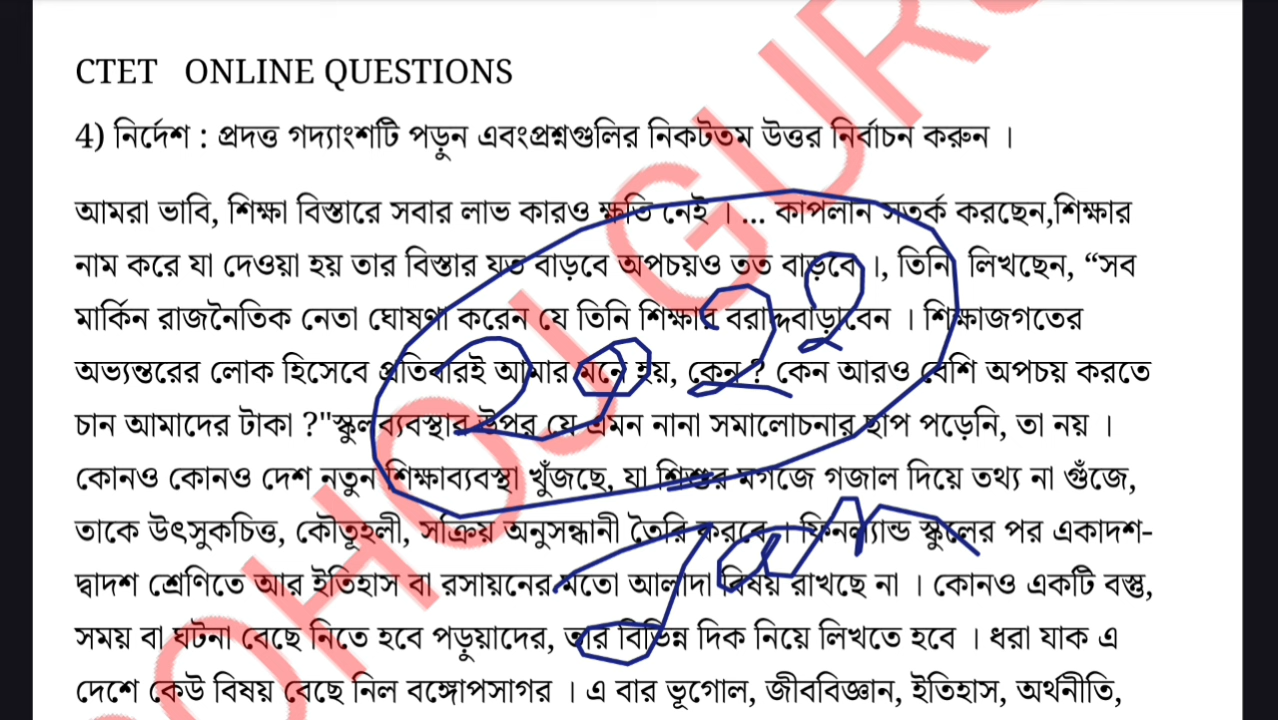 CTET ONLINE QUESTIONS
4) নির্দেশ : প্রদত্ত গদ্যাংশটি পড়ুন এবংপ্রশ্নগুলির নিকটতম উত্তর নির্বাচন করুন ।
আমরা ভাবি, শিক্ষা বিস্তারে সবার লাভ কারও ক্ষতি নেই । ... কাপলান সতর্ক করছেন,শিক্ষার
নাম করে যা দেওয়া হয় তার বিস্তার যত বাড়বে অপচয়ও তত বাড়বে ।, তিনি লিখছেন, “সব
মার্কিন রাজনৈতিক নেতা ঘোষণা করেন যে তিনি শিক্ষার বরাদ্দবাড়াবেন । শিক্ষাজগতের
অভ্যন্তরের লোক হিসেবে প্রতিবারই আমার মনে হয়, কেন ? কেন আরও বেশি অপচয় করতে
চান আমাদের টাকা ?"স্কুলব্যবস্থার উপর যে এমন নানা সমালোচনার ছাপ পড়েনি, তা নয় ।
কোনও কোনও দেশ নতুন শিক্ষাব্যবস্থা খুঁজছে, যা শিশুর মগজে গজাল দিয়ে তথ্য না গুঁজে,
তাকে উৎসুকচিত্ত, কৌতূহলী, সক্রিয় অনুসন্ধানী তৈরি করবে । ফিনল্যান্ড স্কুলের পর একাদশ-
দ্বাদশ শ্রেণিতে আর ইতিহাস বা রসায়নের মতো আলাদা বিষয় রাখছে না । কোনও একটি বস্তু,
সময় বা ঘটনা বেছে নিতে হবে পড়ুয়াদের, তার বিভিন্ন দিক নিয়ে লিখতে হবে । ধরা যাক এ
দেশে কেউ বিষয় বেছে নিল বঙ্গোপসাগর । এ বার ভূগোল, জীববিজ্ঞান, ইতিহাস, অর্থনীতি,
2022
Jan